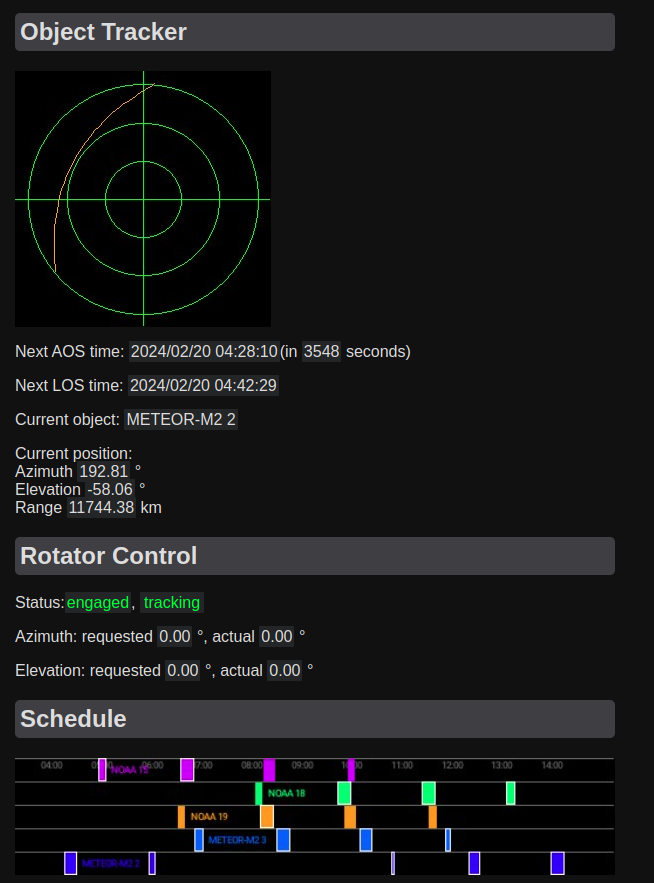 Object Tracker
Next AOS time: 2024/02/20 04:28:10(in 3548 seconds)
Next LOS time: 2024/02/20 04:42:29
Current object: METEOR-M2 2
Current position:
Azimuth 192.81 °
Elevation -58.06 °
Range 11744.38 km
Rotator Control
Status:engaged, tracking
Azimuth: requested 0.00 °, actual 0.00 °
Elevation: requested 0.00 °, actual 0.00 °
Schedule
04:00 05:00 06:00 07:00 08:00 09:00 10:00 11:00 12:00 13:00 14:00
NOAA 15
NOAA 18
NOAA 19
METEOR-M2 3
METEOR-M2 2